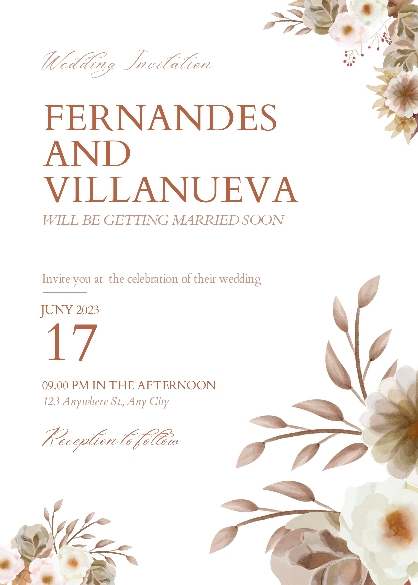 Wedding Invitation
FERNANDES
AND
VILLANUEVA
WILL BE GETTING MARRIED SOON
Invite you at the celebration of their wedding
JUNY 2023
17
09.00 PM IN THE AFTERNOON
123 Anywhere St., Any City
Reception to follow